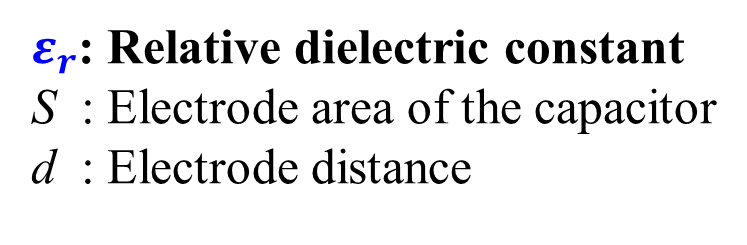 εr: Relative dielectric constant
S : Electrode area of the capacitor
d : Electrode distance